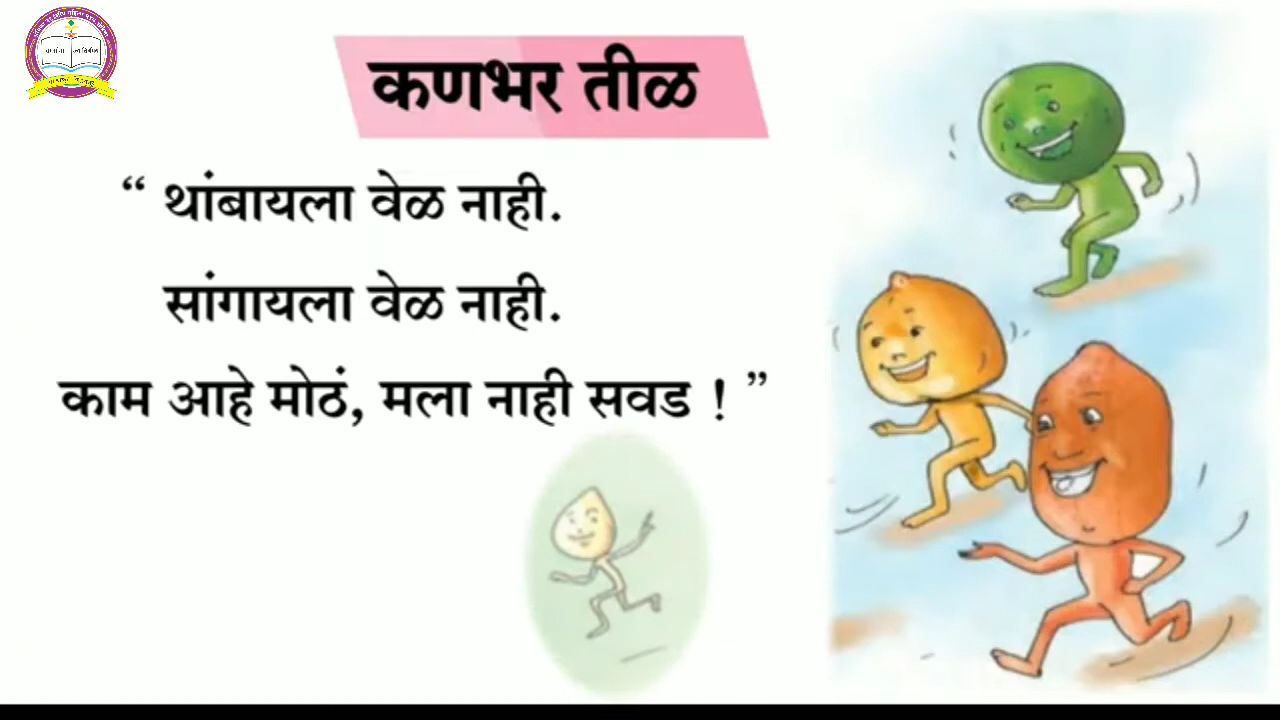 कणभर तीळ
“ थांबायला वेळ नाही.
सांगायला वेळ नाही.
काम आहे मोठं, मला नाही सवड ! ”